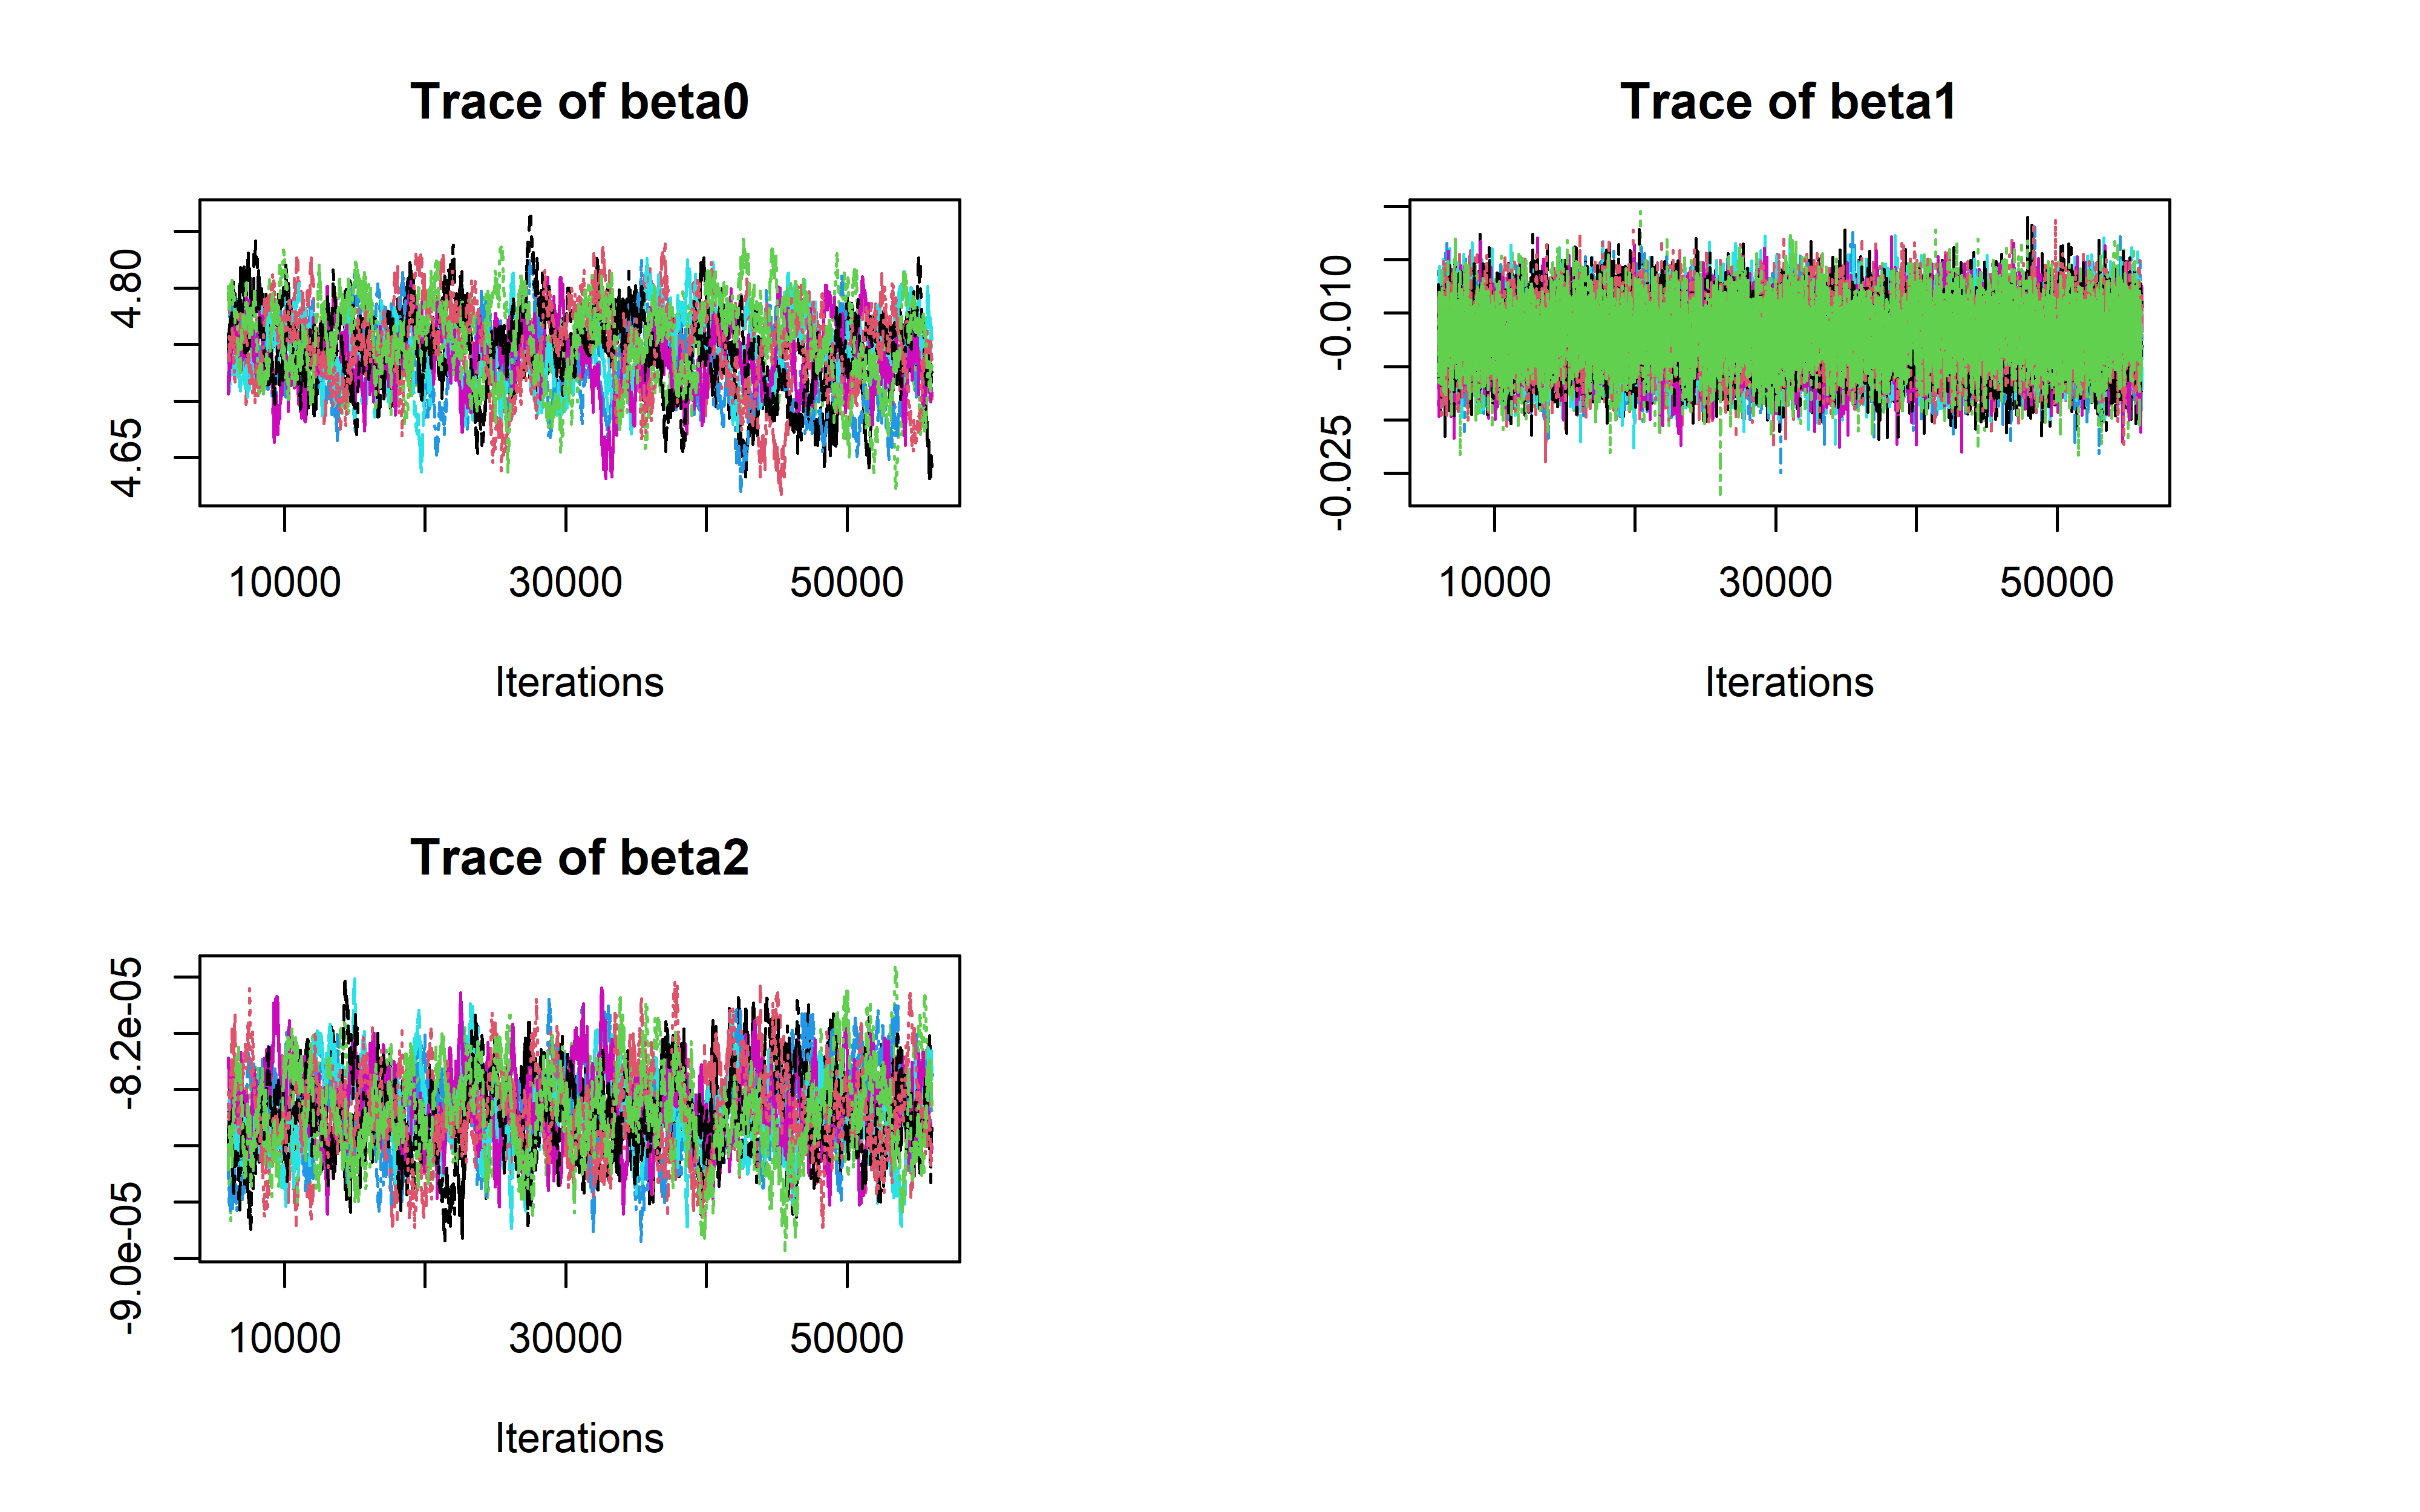 Trace of beta0
4.80
4.65
10000 30000 50000
Iterations
Trace of beta1
-0.010
-0.025
10000 30000 50000
Iterations
Trace of beta2
-8.2e-05
-9.0e-05
10000 30000 50000
Iterations